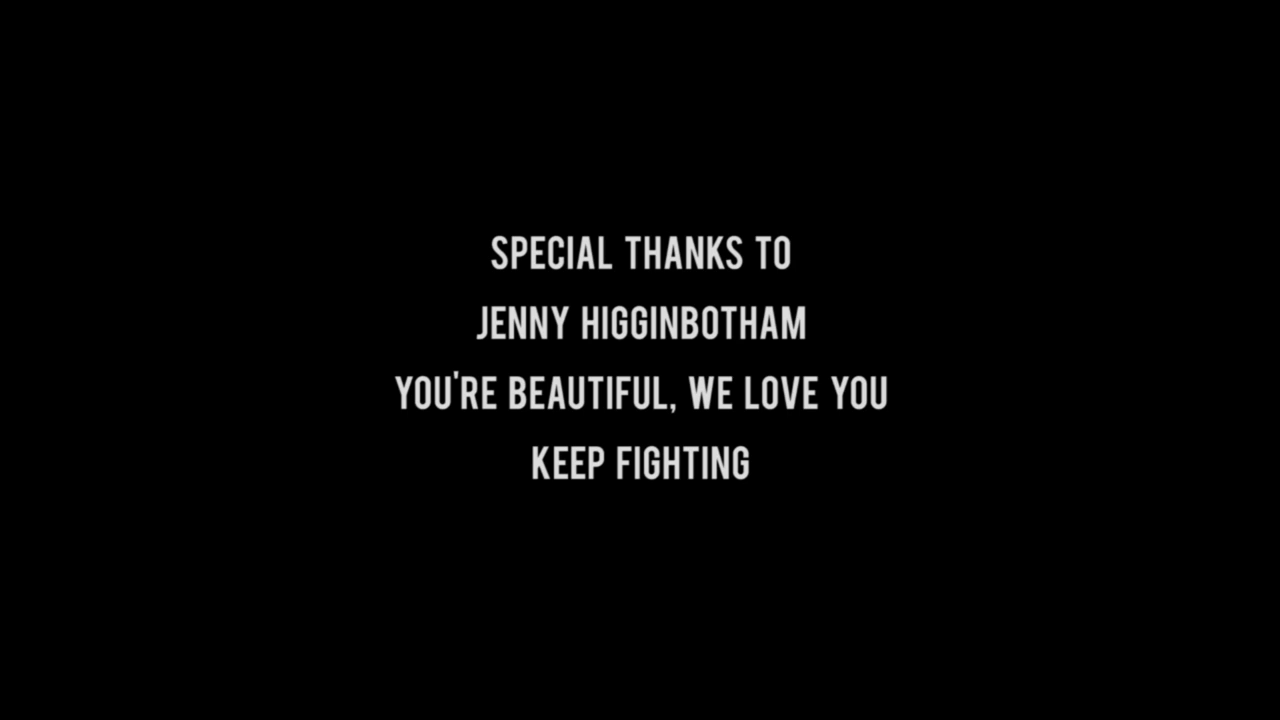 SPECIAL THANKS TO
JENNY HIGGINBOTHAM
YOU'RE BEAUTIFUL, WE LOVE YOU
KEEP FIGHTING